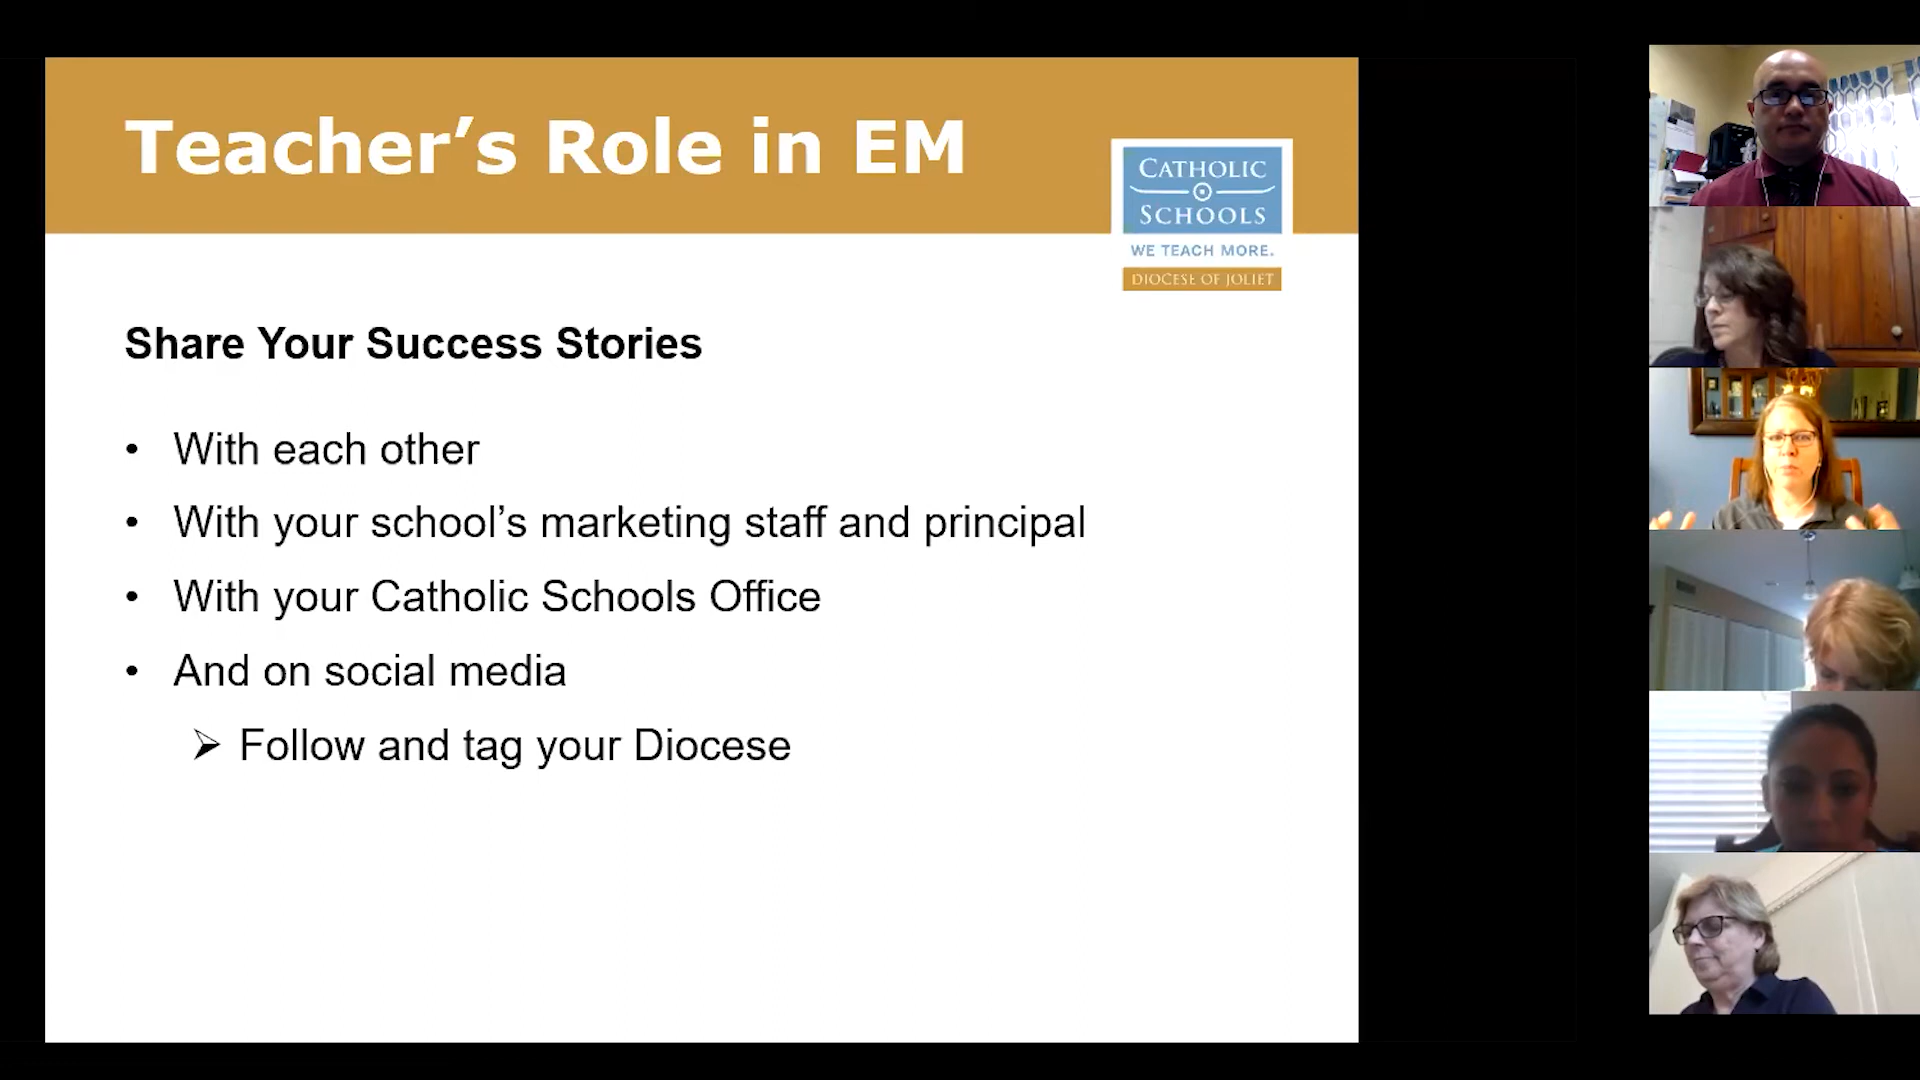 Teacher’s Role in EM
CATHOLIC
SCHOOLS
WE TEACH MORE.
DIOCESE OF JOLIET
Share Your Success Stories
• With each other
• With your school’s marketing staff and principal
• With your Catholic Schools Office
• And on social media
➢ Follow and tag your Diocese